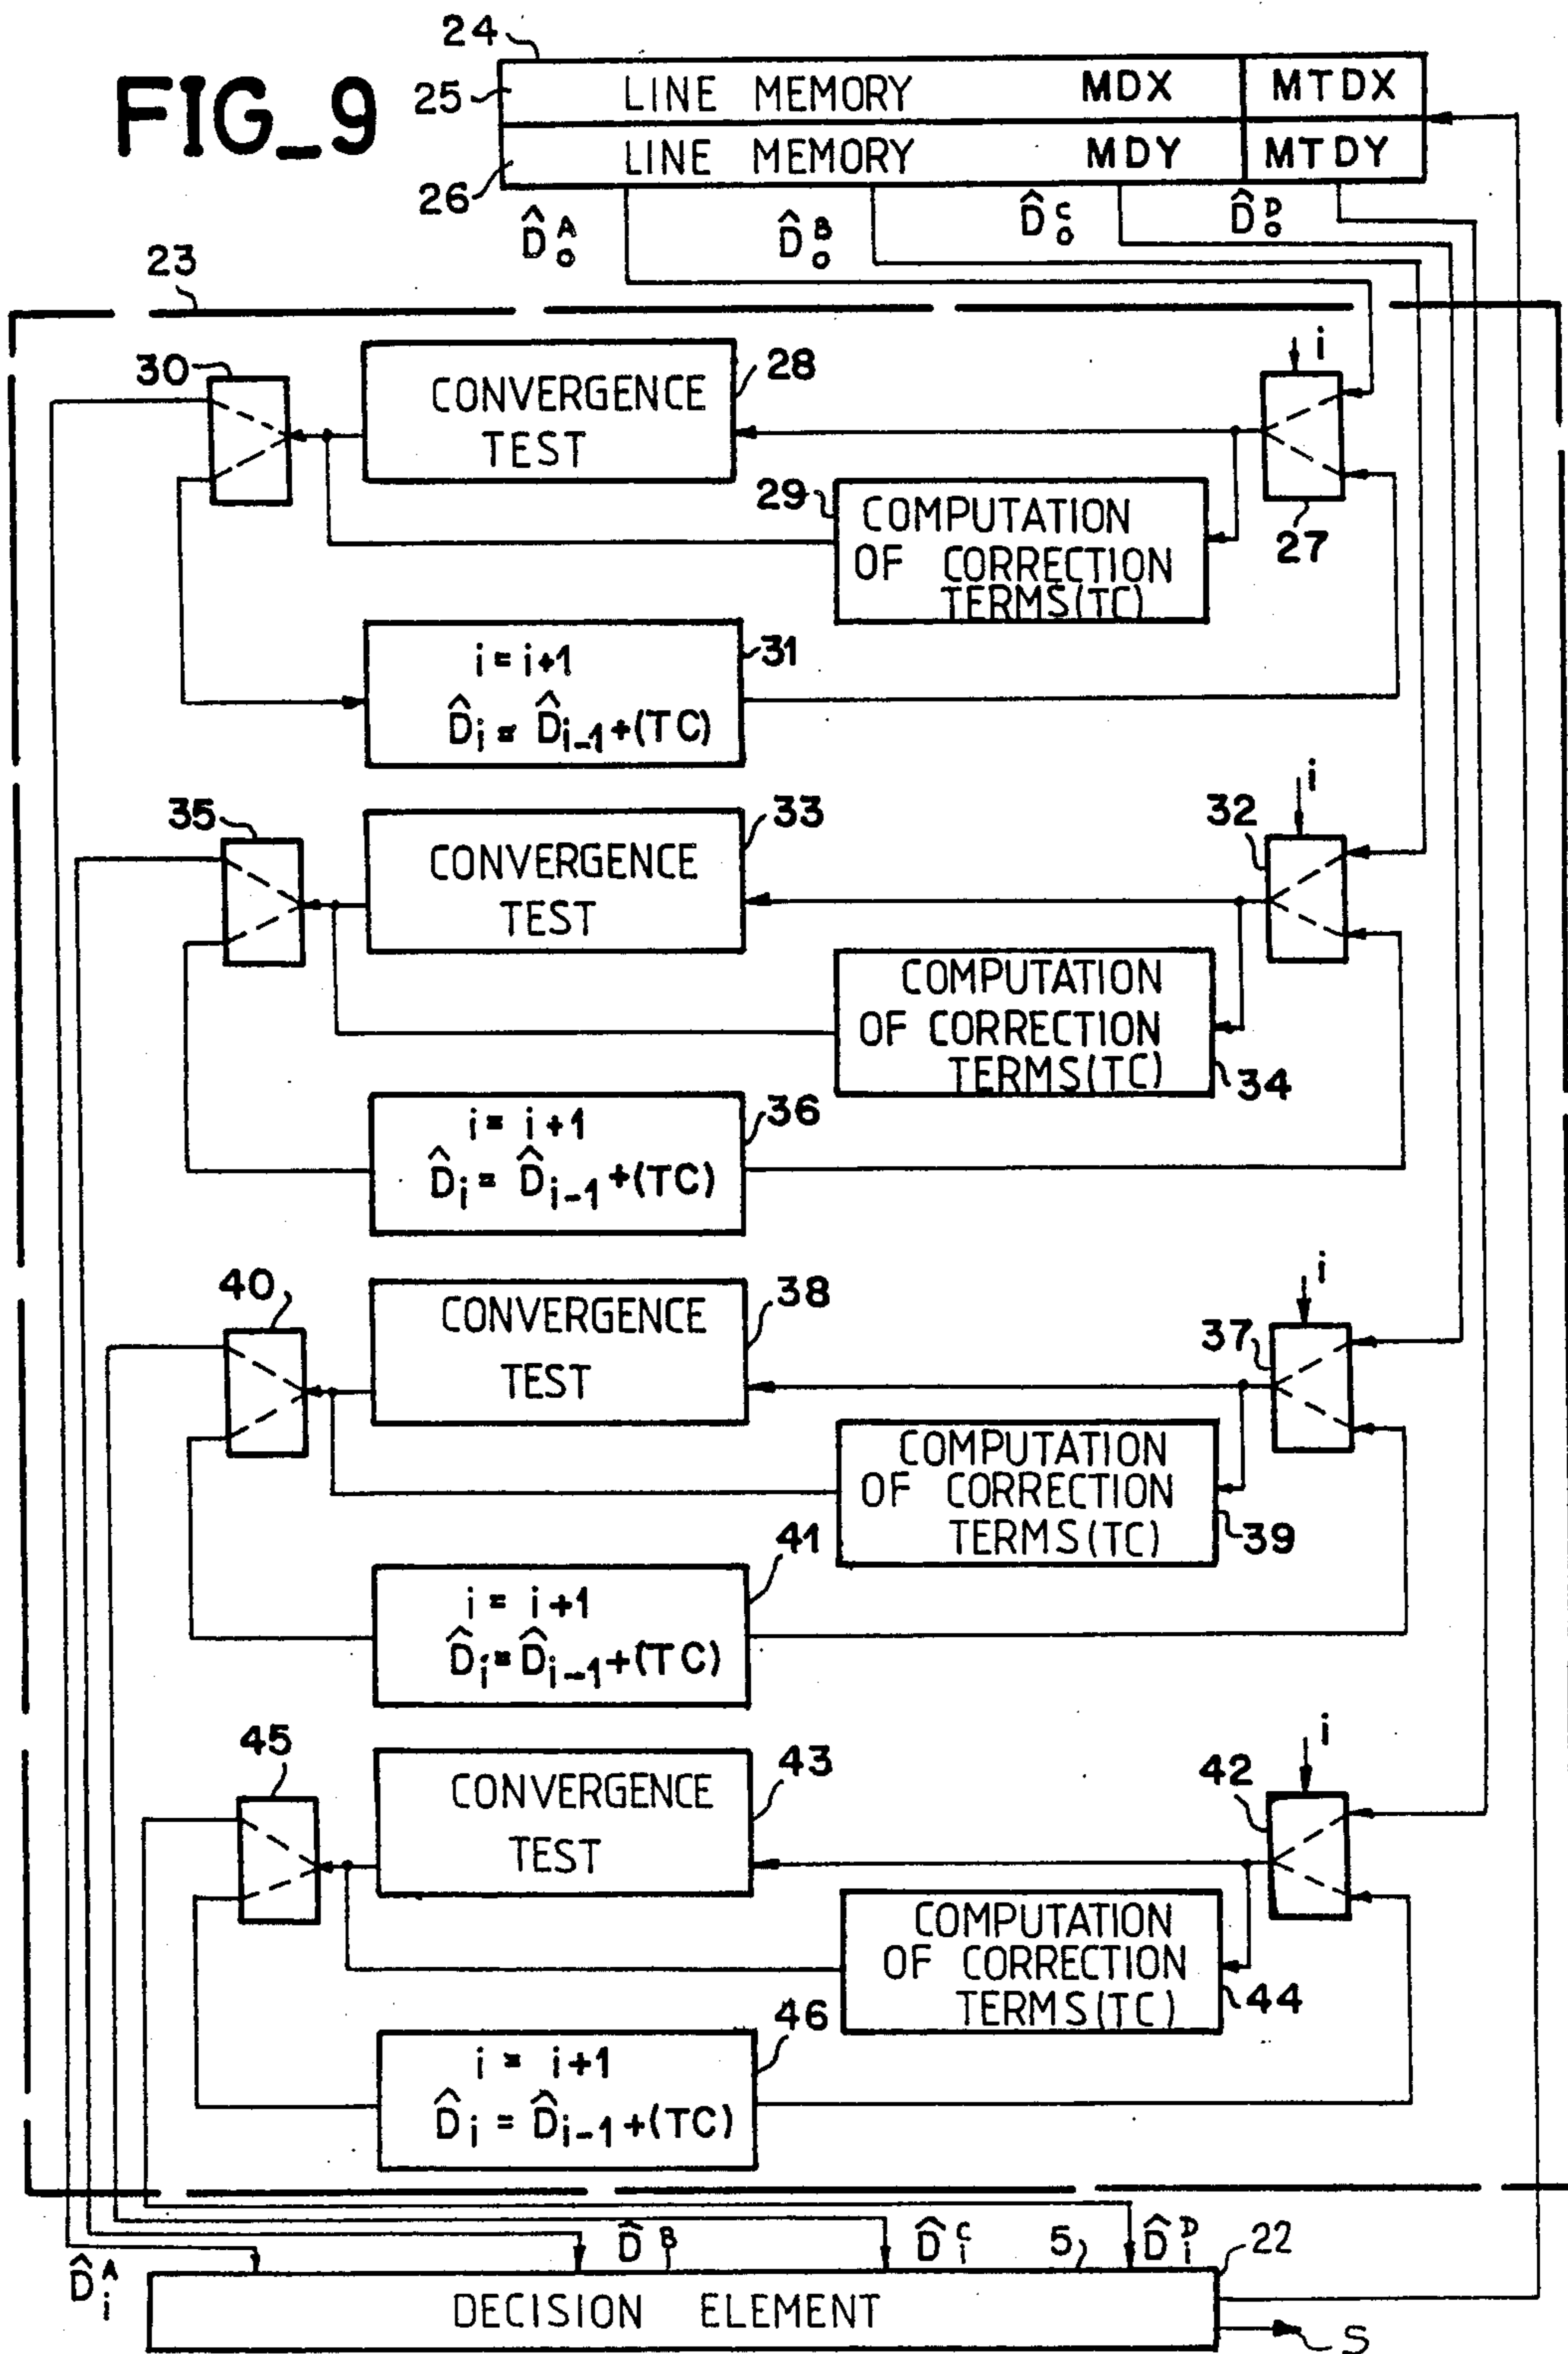 FIG_9
24
25 LINE MEMORY MDX MTDX
26 LINE MEMORY MDY MTDY
D̂₀ᴬ D̂₀ᴮ D̂₀ᶜ D̂₀ᴰ
23
i
30
CONVERGENCE
TEST
28
27
29
COMPUTATION
OF CORRECTION
TERMS(TC)
i = i+1
D̂i = D̂i-1+(TC)
31
i
35
CONVERGENCE
TEST
33
32
COMPUTATION
OF CORRECTION
TERMS(TC)
34
i = i+1
D̂i = D̂i-1+(TC)
36
i
40
CONVERGENCE
TEST
38
37
COMPUTATION
OF CORRECTION
TERMS(TC)
39
i = i+1
D̂i = D̂i-1+(TC)
41
i
45
CONVERGENCE
TEST
43
42
COMPUTATION
OF CORRECTION
TERMS(TC)
44
i = i+1
D̂i = D̂i-1+(TC)
46
D̂iᴬ D̂ᴮ D̂iᶜ 5 D̂iᴰ 22
DECISION ELEMENT
S